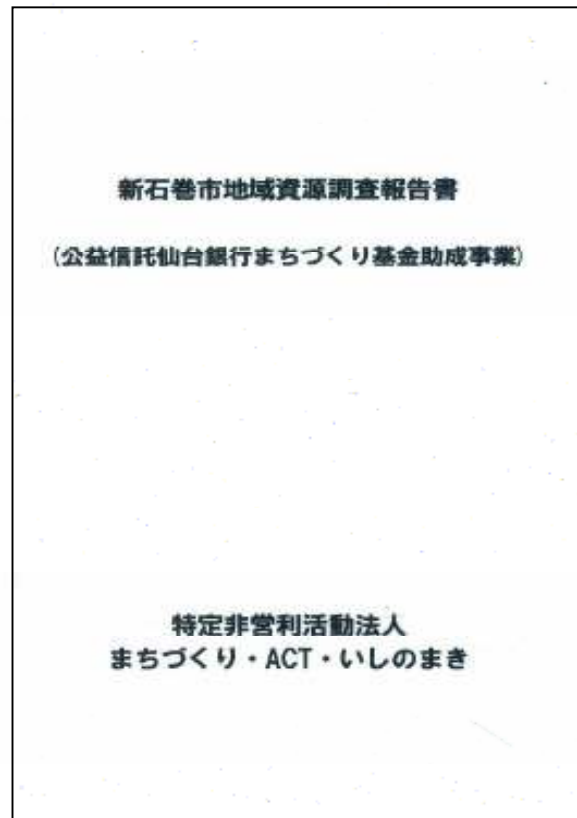 新石巻市地域資源調査報告書
(公益信託仙台銀行まちづくり基金助成事業)
特定非営利活動法人
まちづくり・ACT・いしのまき